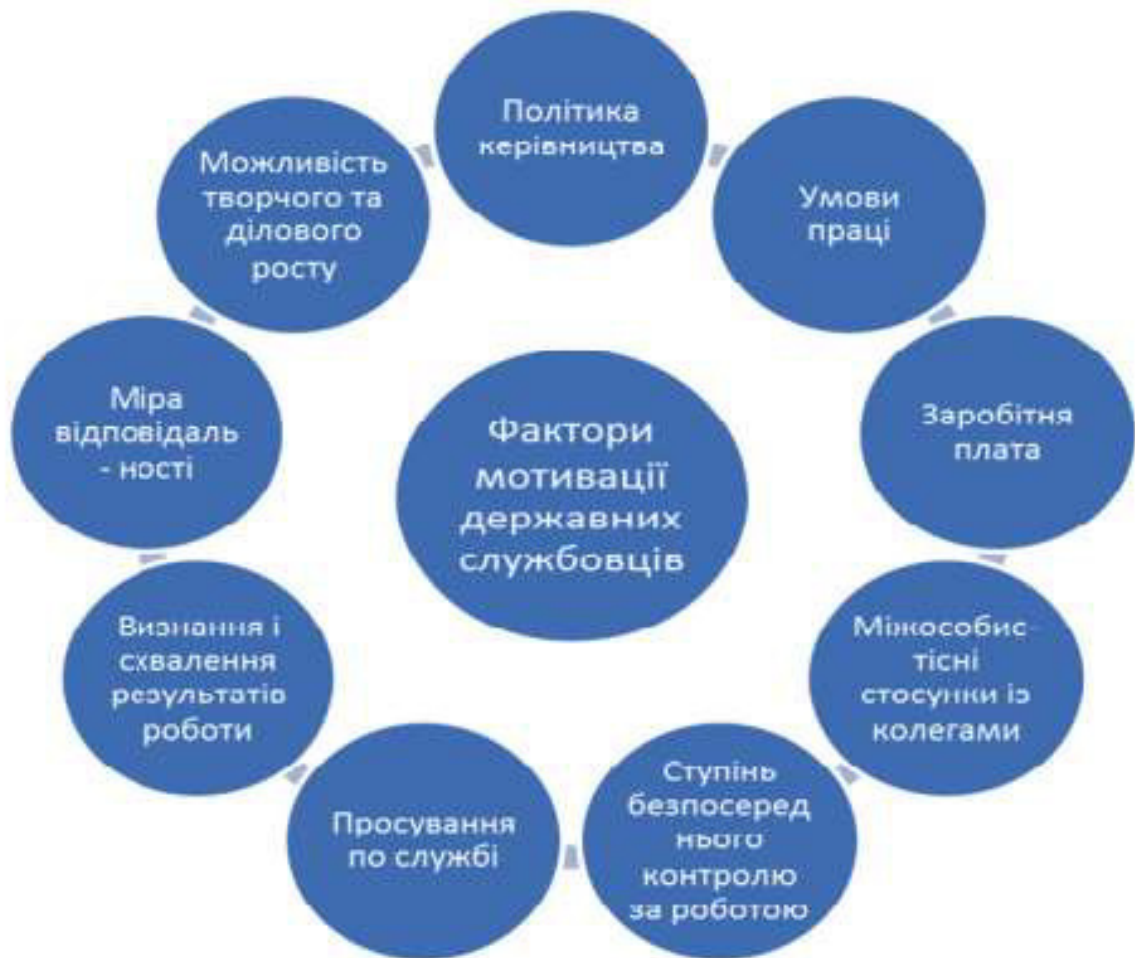 Політика
керівництва
Умови
праці
Заробітня
плата
Міжособис-
тісні
стосунки із
колегами
Ступінь
безпосеред
нього
контролю
за роботою
Просування
по службі
Визнання і
схвалення
результатів
роботи
Міра
відповідаль
- ності
Можливість
творчого та
ділового
росту
Фактори
мотивації
державних
службовців